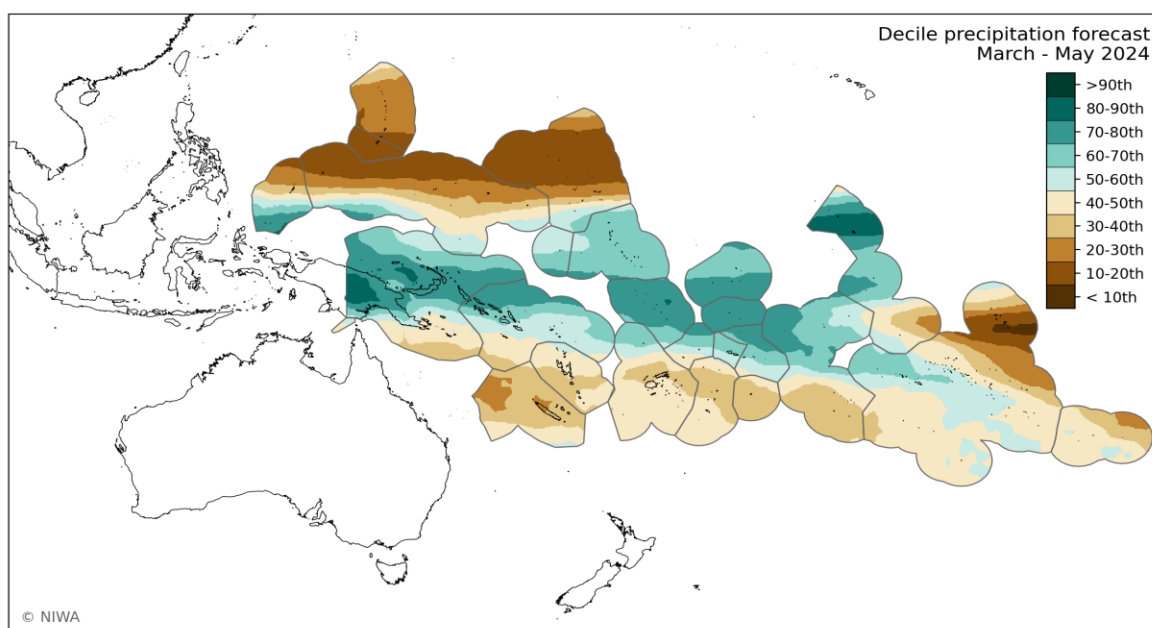 Decile precipitation forecast
March - May 2024
>90th
80-90th
70-80th
60-70th
50-60th
40-50th
30-40th
20-30th
10-20th
< 10th
© NIWA